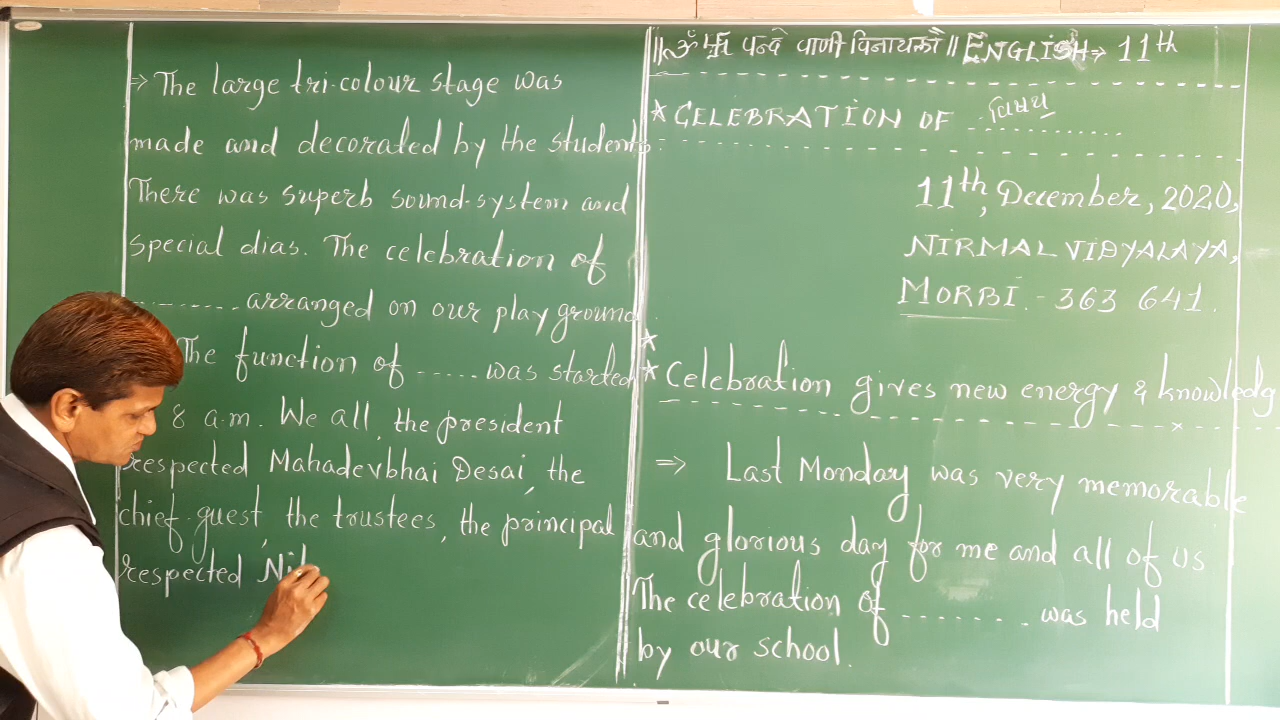 ||ૐ 卐 वन्दे वाणी विनायकौ || ENGLISH → 11th
* CELEBRATION OF ..........
11th, December, 2020,
NIRMAL VIDYALAYA,
MORBI. - 363 641.
* Celebration gives new energy & knowledg
⇒ Last Monday was very memorable
and glorious day for me and all of us
The celebration of ------- was held
by our school.
⇒ The large tri-colour stage was
made and decorated by the students.
There was superb sound-system and
special dias. The celebration of
-------- arranged on our play ground.
The function of ----- was started
8 a.m. We all, the president
respected Mahadevbhai Desai, the
chief-guest, the trustees, the principal
respected Ni